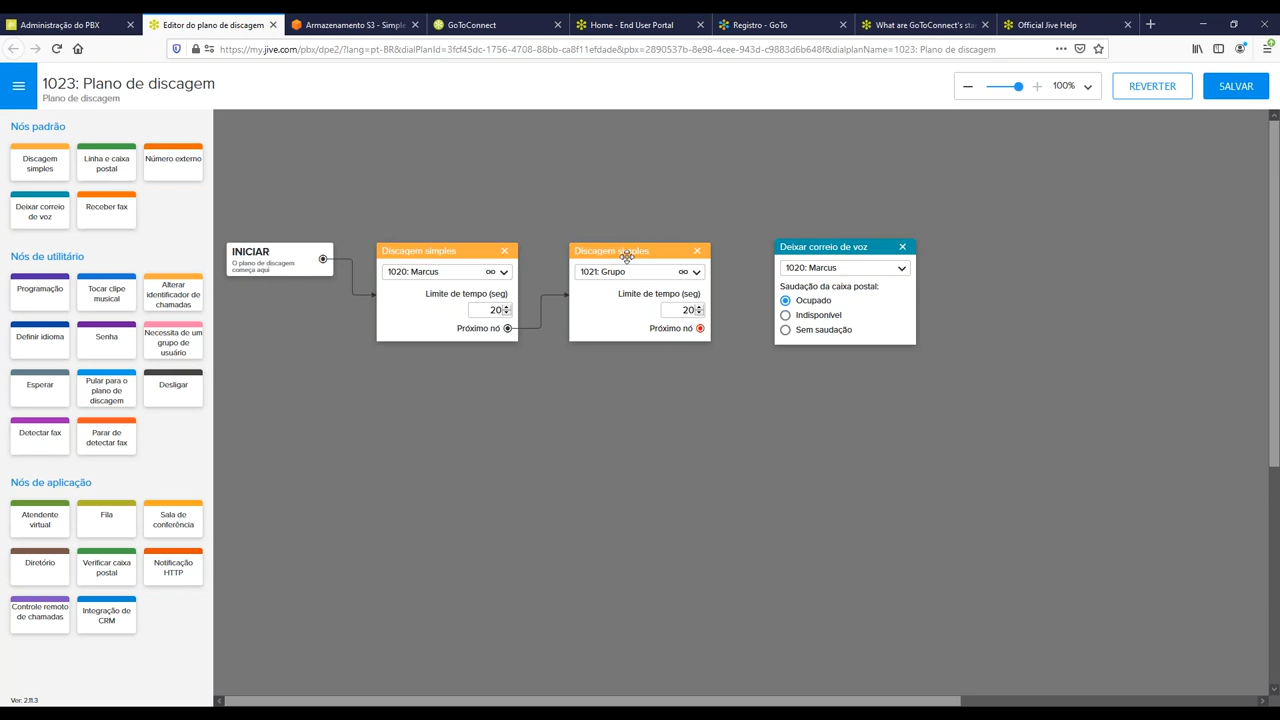 Administração do PBX
Editor do plano de discagem
Armazenamento S3 - Simple
GoToConnect
Home - End User Portal
Registro - GoTo
What are GoToConnect's sta
Official Jive Help
https://my.jive.com/pbx/dpe2/?lang=pt-BR&dialPlanId=3fcf45dc-1756-4708-88bb-ca8f11efdade&pbx=2890537b-8e98-4cee-943d-c9883d6b648f&dialplanName=1023: Plano de discagem
1023: Plano de discagem
Plano de discagem
100%
REVERTER
SALVAR
Nós padrão
Discagem
simples
Linha e caixa
postal
Número externo
Deixar correio
de voz
Receber fax
Nós de utilitário
Programação
Tocar clipe
musical
Alterar
identificador de
chamadas
Definir idioma
Senha
Necessita de um
grupo de
usuário
Esperar
Pular para o
plano de
discagem
Desligar
Detectar fax
Parar de
detectar fax
Nós de aplicação
Atendente
virtual
Fila
Sala de
conferência
Diretório
Verificar caixa
postal
Notificação
HTTP
Controle remoto
de chamadas
Integração de
CRM
Ver: 2.11.3
INICIAR
O plano de discagem
começa aqui
Discagem simples
1020: Marcus
Limite de tempo (seg)
20
Próximo nó
Discagem simples
1021: Grupo
Limite de tempo (seg)
20
Próximo nó
Deixar correio de voz
1020: Marcus
Saudação da caixa postal:
Ocupado
Indisponível
Sem saudação